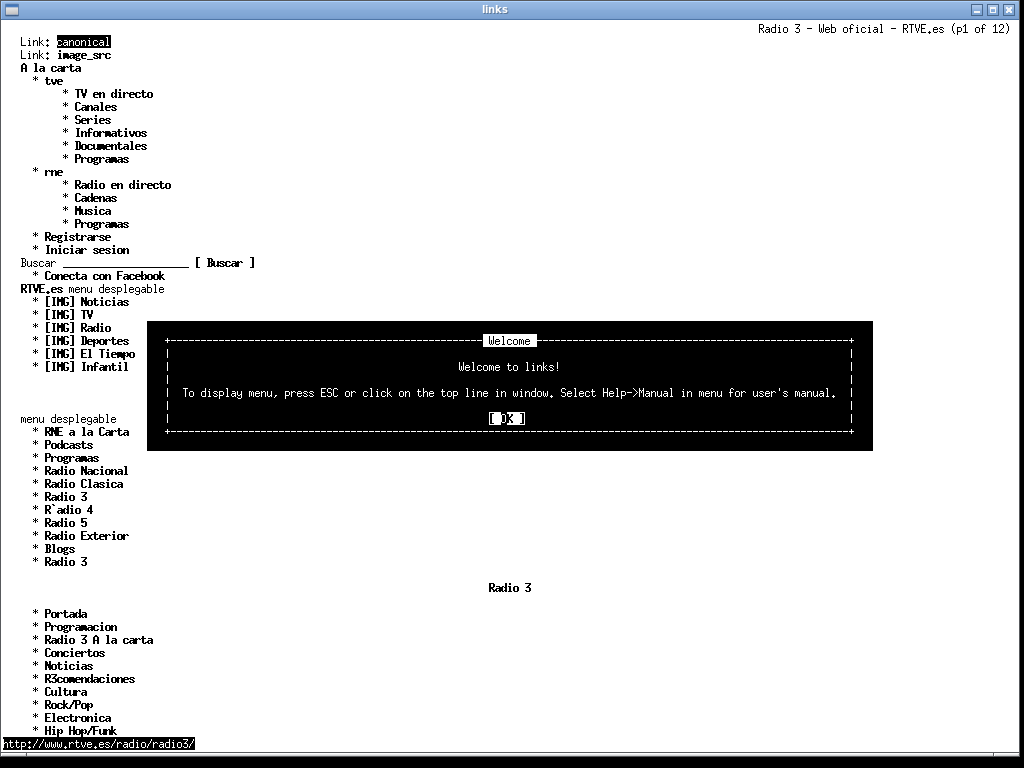 links
Radio 3 - Web oficial - RTVE.es (p1 of 12)
Link: canonical
Link: image_src
A la carta
* tve
* TV en directo
* Canales
* Series
* Informativos
* Documentales
* Programas
* rne
* Radio en directo
* Cadenas
* Musica
* Programas
* Registrarse
* Iniciar sesion
Buscar _____________________ [ Buscar ]
* Conecta con Facebook
RTVE.es menu desplegable
* [IMG] Noticias
* [IMG] TV
* [IMG] Radio
* [IMG] Deportes
* [IMG] El Tiempo
* [IMG] Infantil
Welcome
Welcome to links!
To display menu, press ESC or click on the top line in window. Select Help->Manual in menu for user's manual.
[ OK ]
menu desplegable
* RNE a la Carta
* Podcasts
* Programas
* Radio Nacional
* Radio Clasica
* Radio 3
* R`adio 4
* Radio 5
* Radio Exterior
* Blogs
* Radio 3
Radio 3
* Portada
* Programacion
* Radio 3 A la carta
* Conciertos
* Noticias
* R3comendaciones
* Cultura
* Rock/Pop
* Electronica
* Hip Hop/Funk
http://www.rtve.es/radio/radio3/